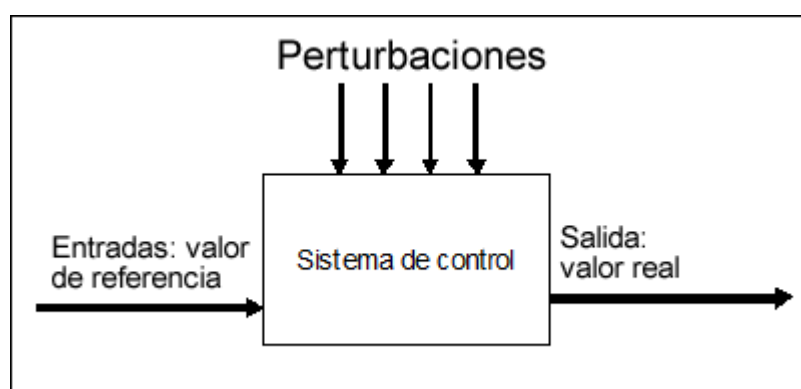 Perturbaciones
Entradas: valor
de referencia
Sistema de control
Salida:
valor real